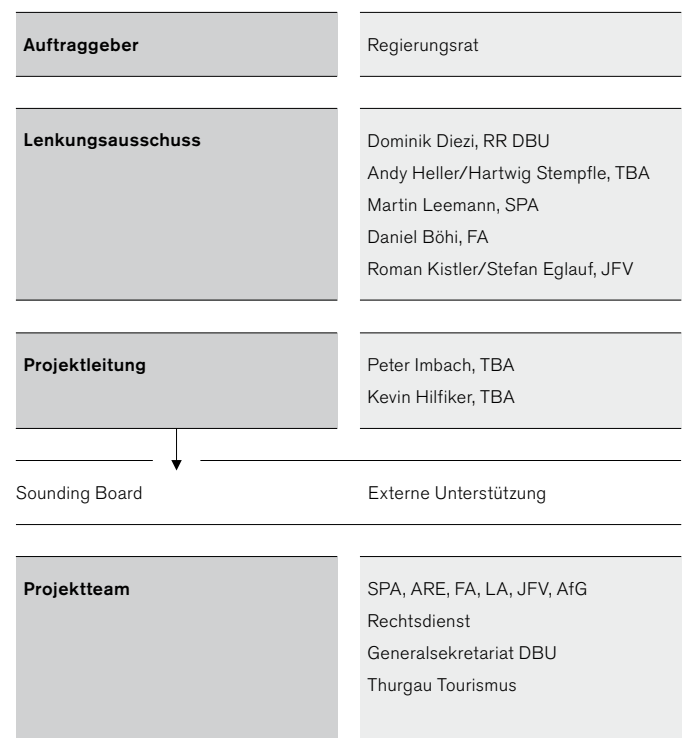 Auftraggeber
Regierungsrat
Lenkungsausschuss
Dominik Diezi, RR DBU
Andy Heller/Hartwig Stempfle, TBA
Martin Leemann, SPA
Daniel Böhi, FA
Roman Kistler/Stefan Eglauf, JFV
Projektleitung
Peter Imbach, TBA
Kevin Hilfiker, TBA
Sounding Board
Externe Unterstützung
Projektteam
SPA, ARE, FA, LA, JFV, AfG
Rechtsdienst
Generalsekretariat DBU
Thurgau Tourismus